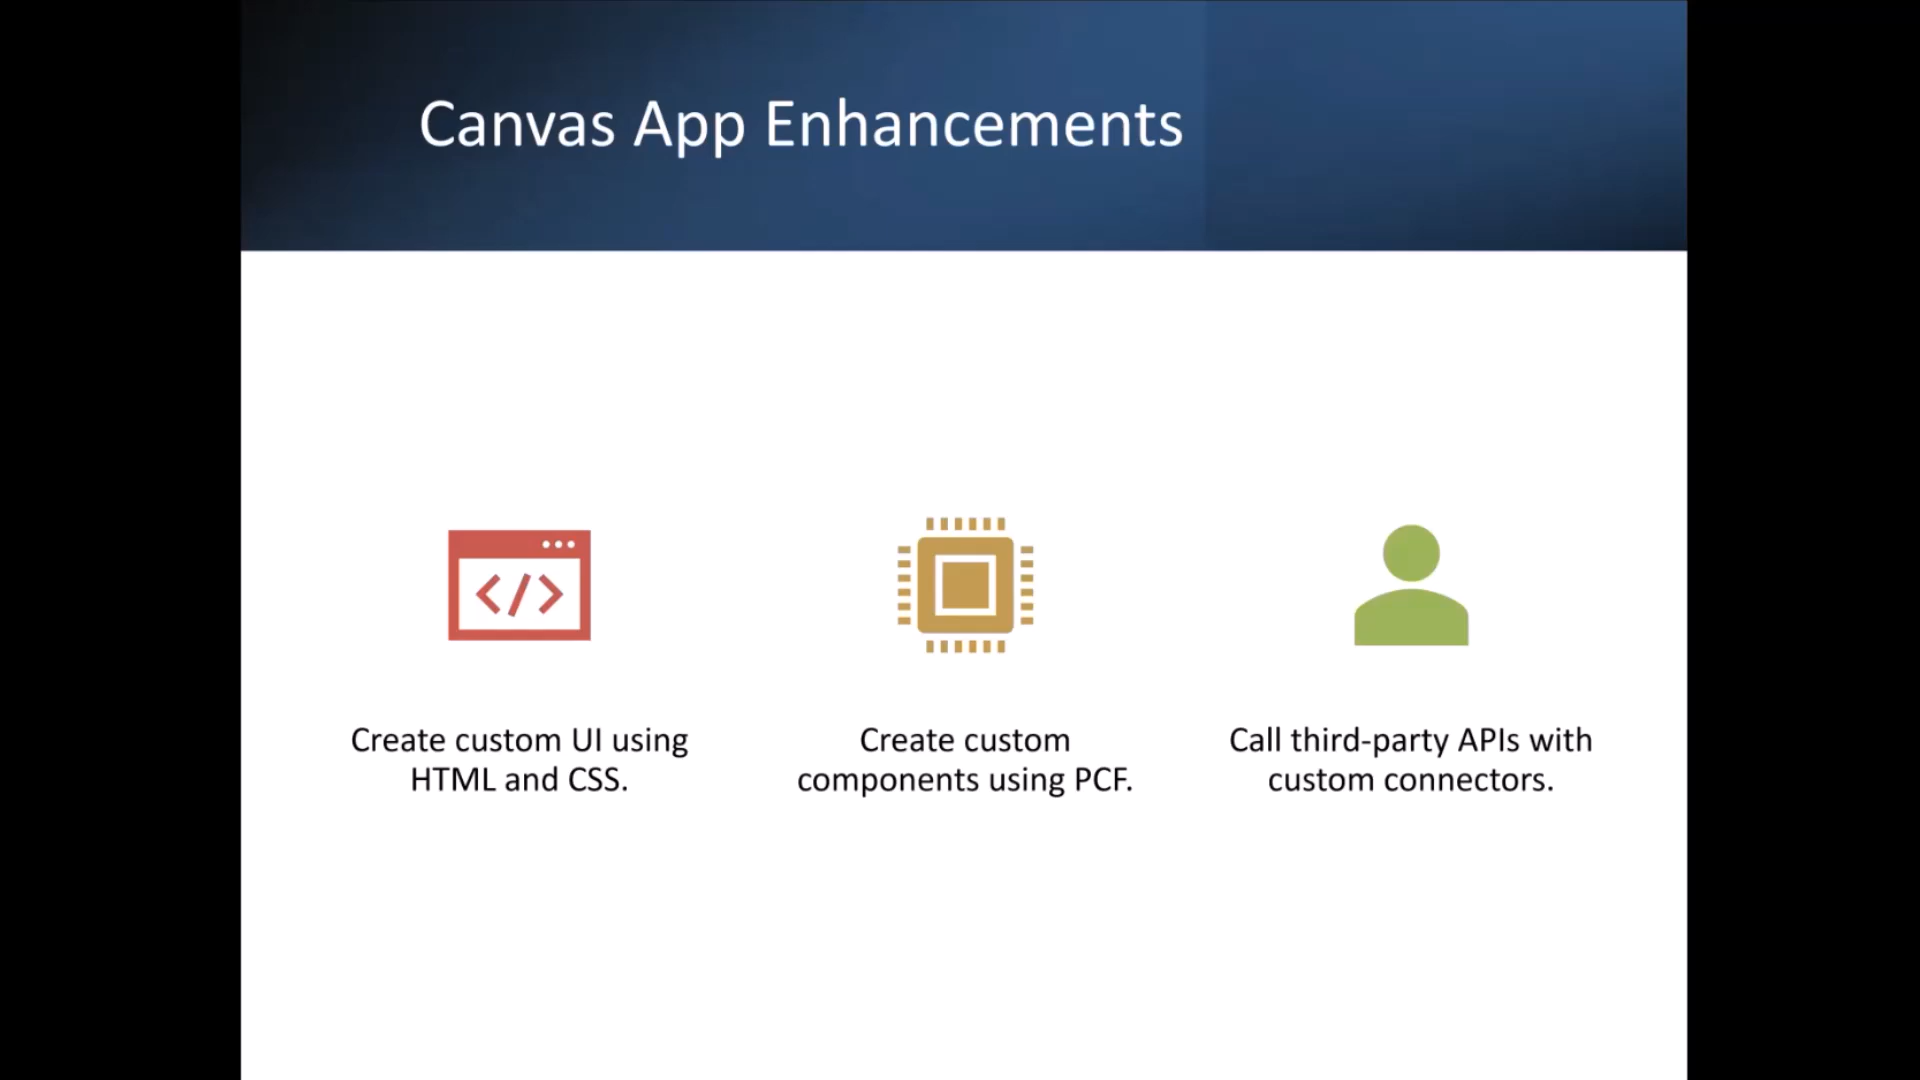 Canvas App Enhancements
Create custom UI using
HTML and CSS.
Create custom
components using PCF.
Call third-party APIs with
custom connectors.